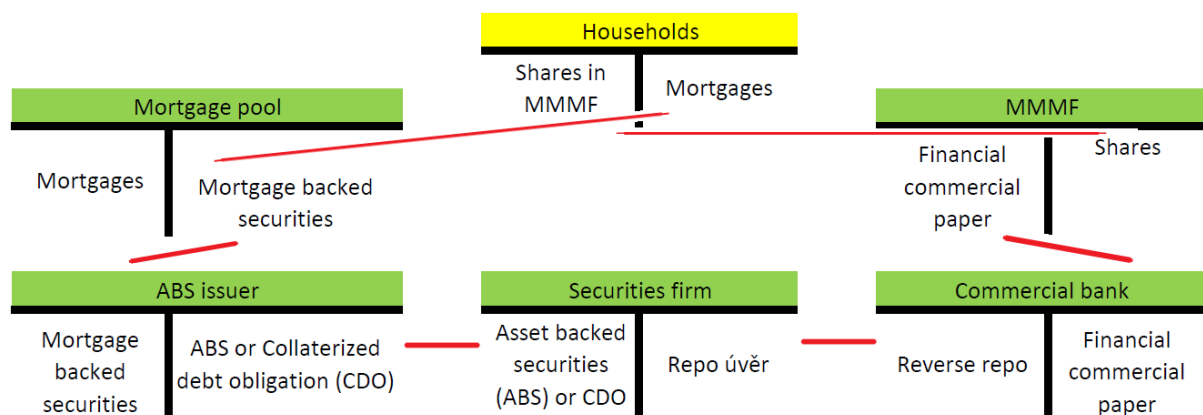 Households
Shares in
MMMF
Mortgages
Mortgage pool
Mortgages
Mortgage backed
securities
MMMF
Financial
commercial
paper
Shares
ABS issuer
Mortgage
backed
securities
ABS or Collaterized
debt obligation (CDO)
Securities firm
Asset backed
securities
(ABS) or CDO
Repo úvěr
Commercial bank
Reverse repo
Financial
commercial
paper